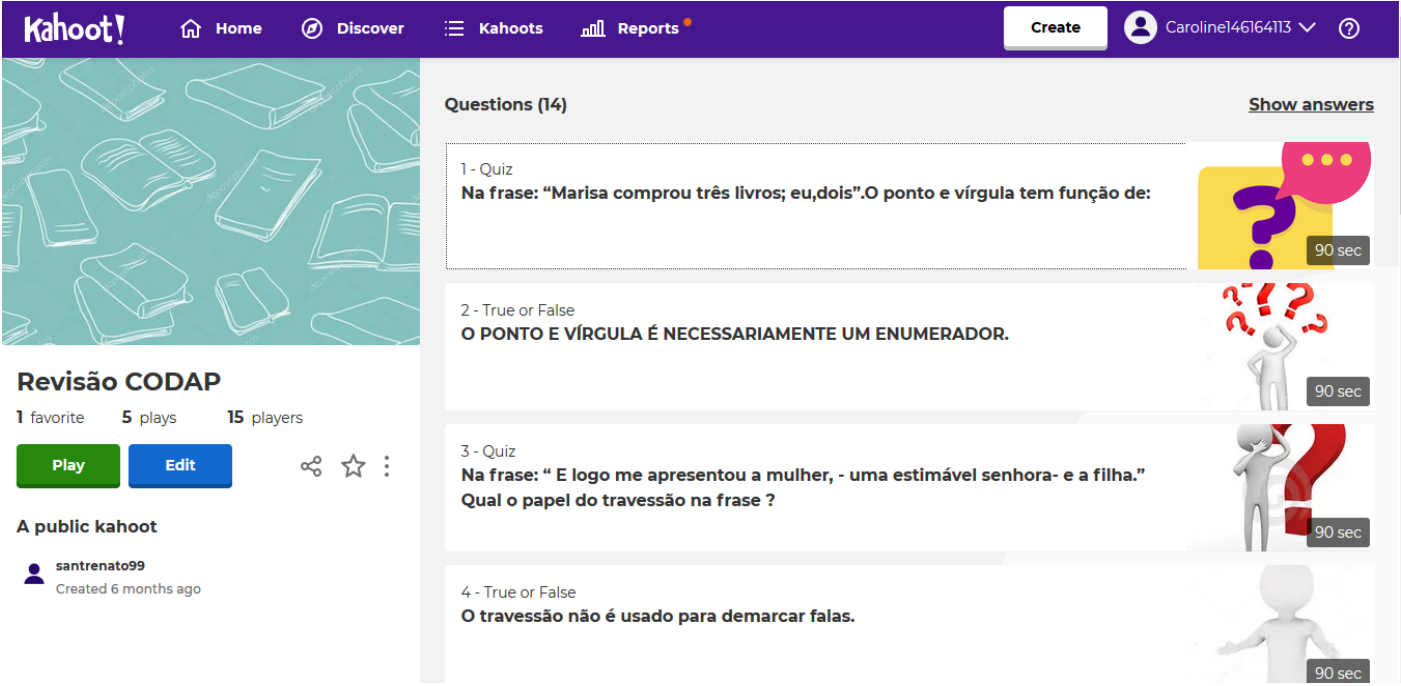 Kahoot!
Home
Discover
Kahoots
Reports
Create
Caroline146164113
Revisão CODAP
1 favorite 5 plays 15 players
Play
Edit
A public kahoot
santrenato99
Created 6 months ago
Questions (14)
Show answers
1 - Quiz
Na frase: “Marisa comprou três livros; eu,dois”.O ponto e vírgula tem função de:
90 sec
2 - True or False
O PONTO E VÍRGULA É NECESSARIAMENTE UM ENUMERADOR.
90 sec
3 - Quiz
Na frase: “ E logo me apresentou a mulher, - uma estimável senhora- e a filha.”
Qual o papel do travessão na frase ?
90 sec
4 - True or False
O travessão não é usado para demarcar falas.
90 sec